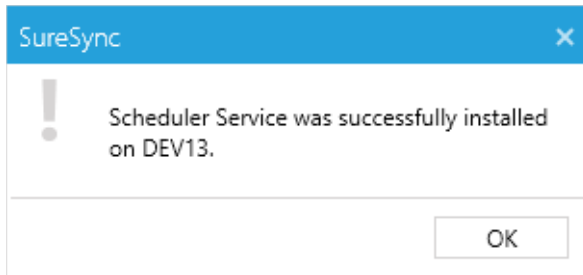 SureSync
Scheduler Service was successfully installed
on DEV13.
OK